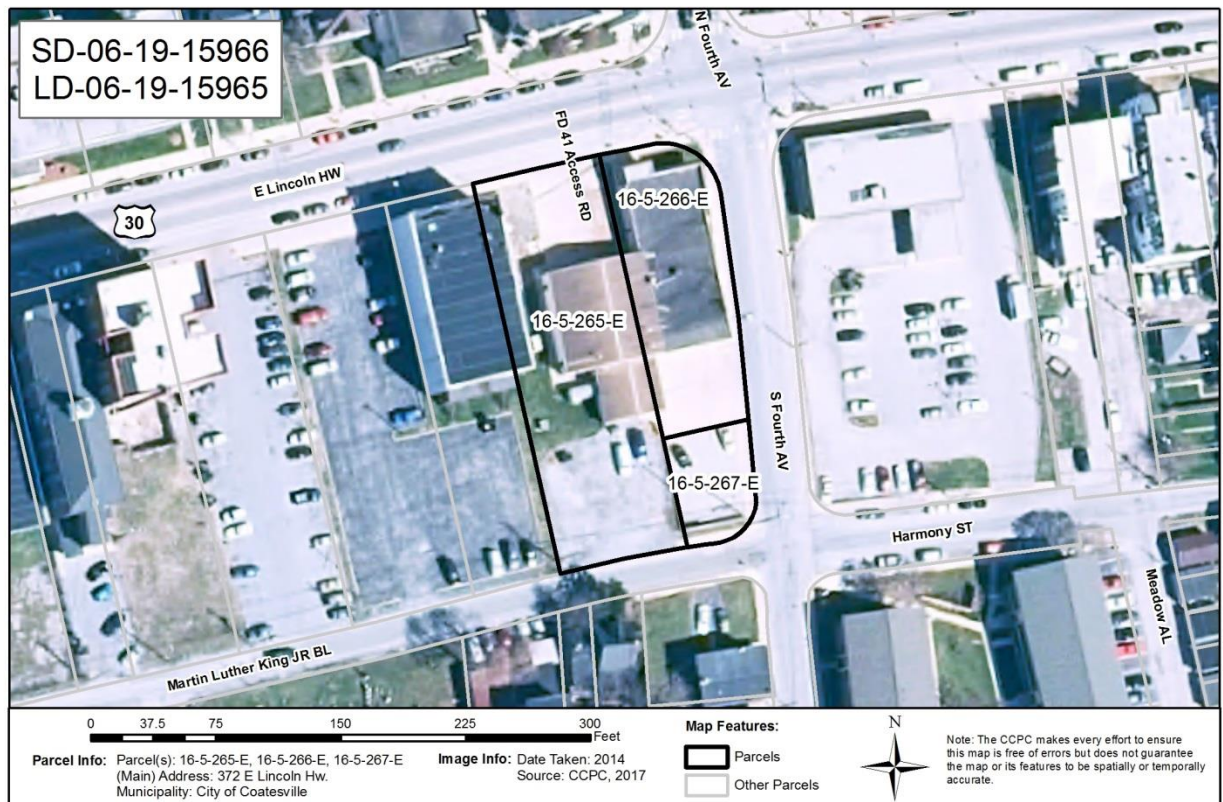 SD-06-19-15966
LD-06-19-15965
N Fourth AV
FD 41 Access RD
E Lincoln HW
30
16-5-266-E
16-5-265-E
S Fourth AV
16-5-267-E
Harmony ST
Meadow AL
Martin Luther King JR BL
0 37.5 75 150 225 300
Feet
Parcel Info: Parcel(s): 16-5-265-E, 16-5-266-E, 16-5-267-E
(Main) Address: 372 E Lincoln Hw.
Municipality: City of Coatesville
Image Info: Date Taken: 2014
Source: CCPC, 2017
Map Features:
Parcels
Other Parcels
N
Note: The CCPC makes every effort to ensure
this map is free of errors but does not guarantee
the map or its features to be spatially or temporally
accurate.